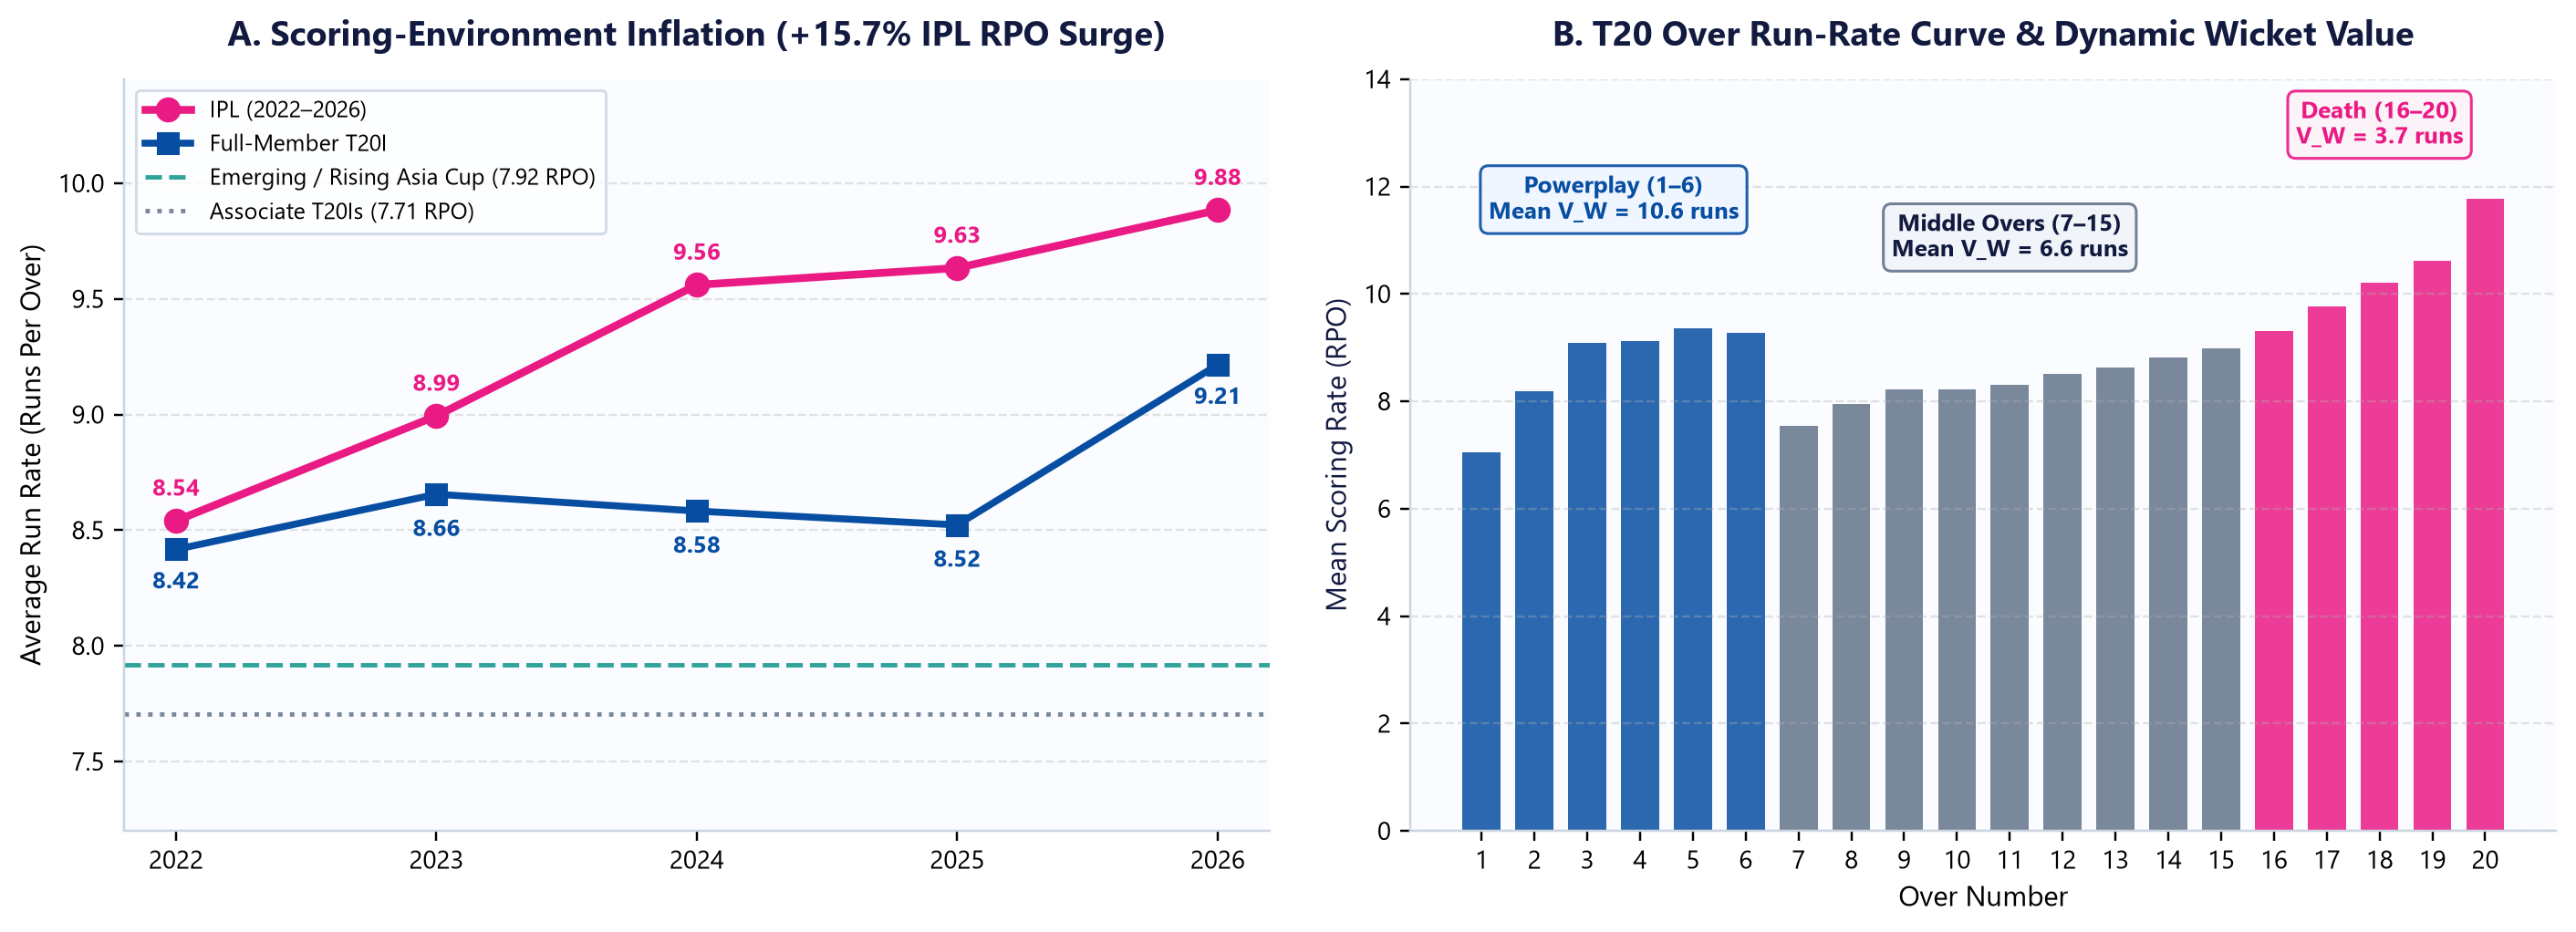 A. Scoring-Environment Inflation (+15.7% IPL RPO Surge)
IPL (2022–2026)
Full-Member T20I
Emerging / Rising Asia Cup (7.92 RPO)
Associate T20Is (7.71 RPO)
Average Run Rate (Runs Per Over)
10.0
9.5
9.0
8.5
8.0
7.5
8.54
8.99
9.56
9.63
9.88
8.42
8.66
8.58
8.52
9.21
2022 2023 2024 2025 2026
B. T20 Over Run-Rate Curve & Dynamic Wicket Value
Powerplay (1–6)
Mean V_W = 10.6 runs
Middle Overs (7–15)
Mean V_W = 6.6 runs
Death (16–20)
V_W = 3.7 runs
Mean Scoring Rate (RPO)
14
12
10
8
6
4
2
0
1 2 3 4 5 6 7 8 9 10 11 12 13 14 15 16 17 18 19 20
Over Number